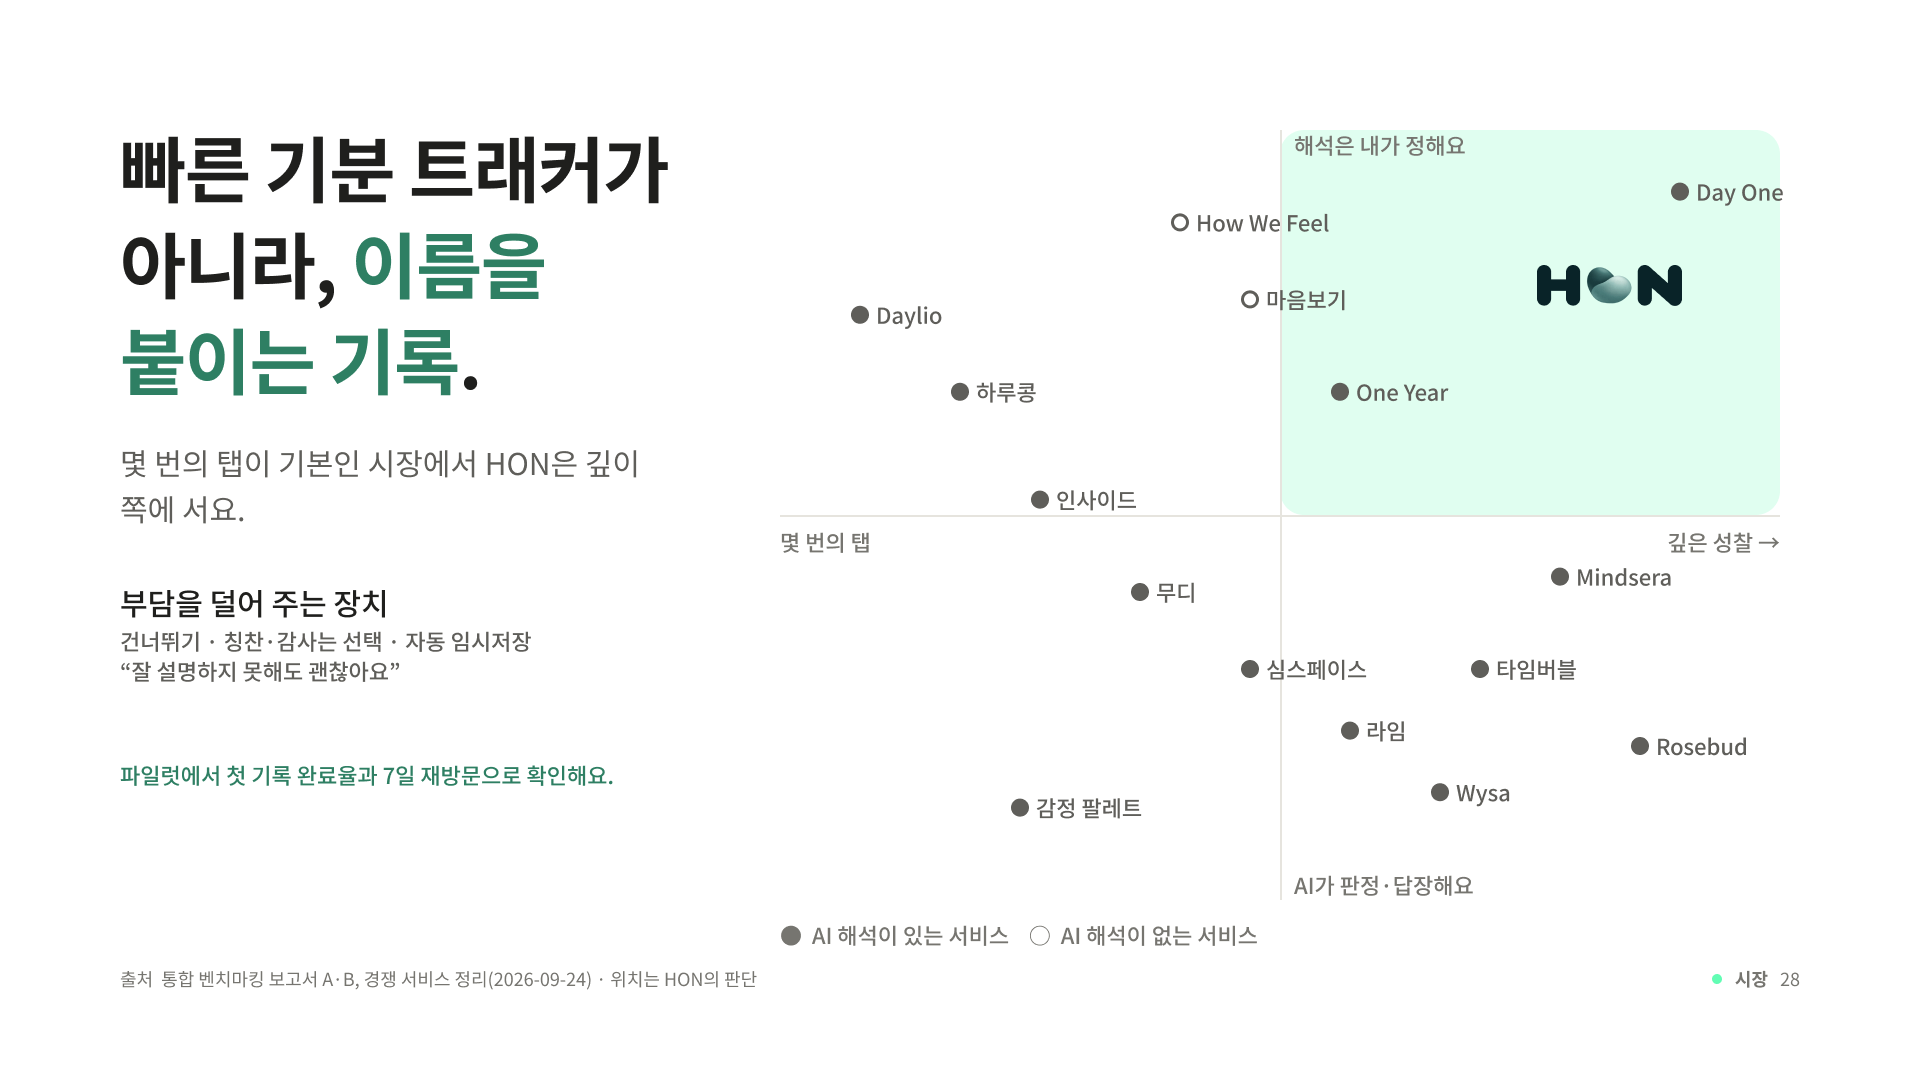 빠른 기분 트래커가
아니라, 이름을
붙이는 기록.
몇 번의 탭이 기본인 시장에서 HON은 깊이
쪽에 서요.
부담을 덜어 주는 장치
건너뛰기 · 칭찬·감사는 선택 · 자동 임시저장
“잘 설명하지 못해도 괜찮아요”
파일럿에서 첫 기록 완료율과 7일 재방문으로 확인해요.
해석은 내가 정해요
Day One
How We Feel
HON
마음보기
Daylio
하루콩
One Year
인사이드
몇 번의 탭
깊은 성찰 →
Mindsera
무디
심스페이스
타임버블
라임
Rosebud
Wysa
감정 팔레트
AI가 판정·답장해요
AI 해석이 있는 서비스
AI 해석이 없는 서비스
출처 통합 벤치마킹 보고서 A·B, 경쟁 서비스 정리(2026-09-24) · 위치는 HON의 판단
시장 28